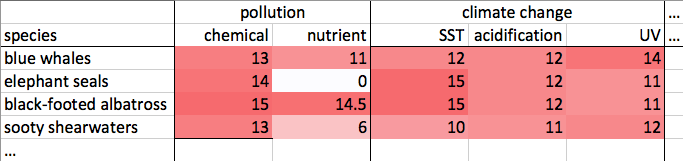 pollution climate change ...
species chemical nutrient SST acidification UV ...
blue whales 13 11 12 12 14
elephant seals 14 0 15 12 11
black-footed albatross 15 14.5 15 12 11
sooty shearwaters 13 6 10 11 12
...